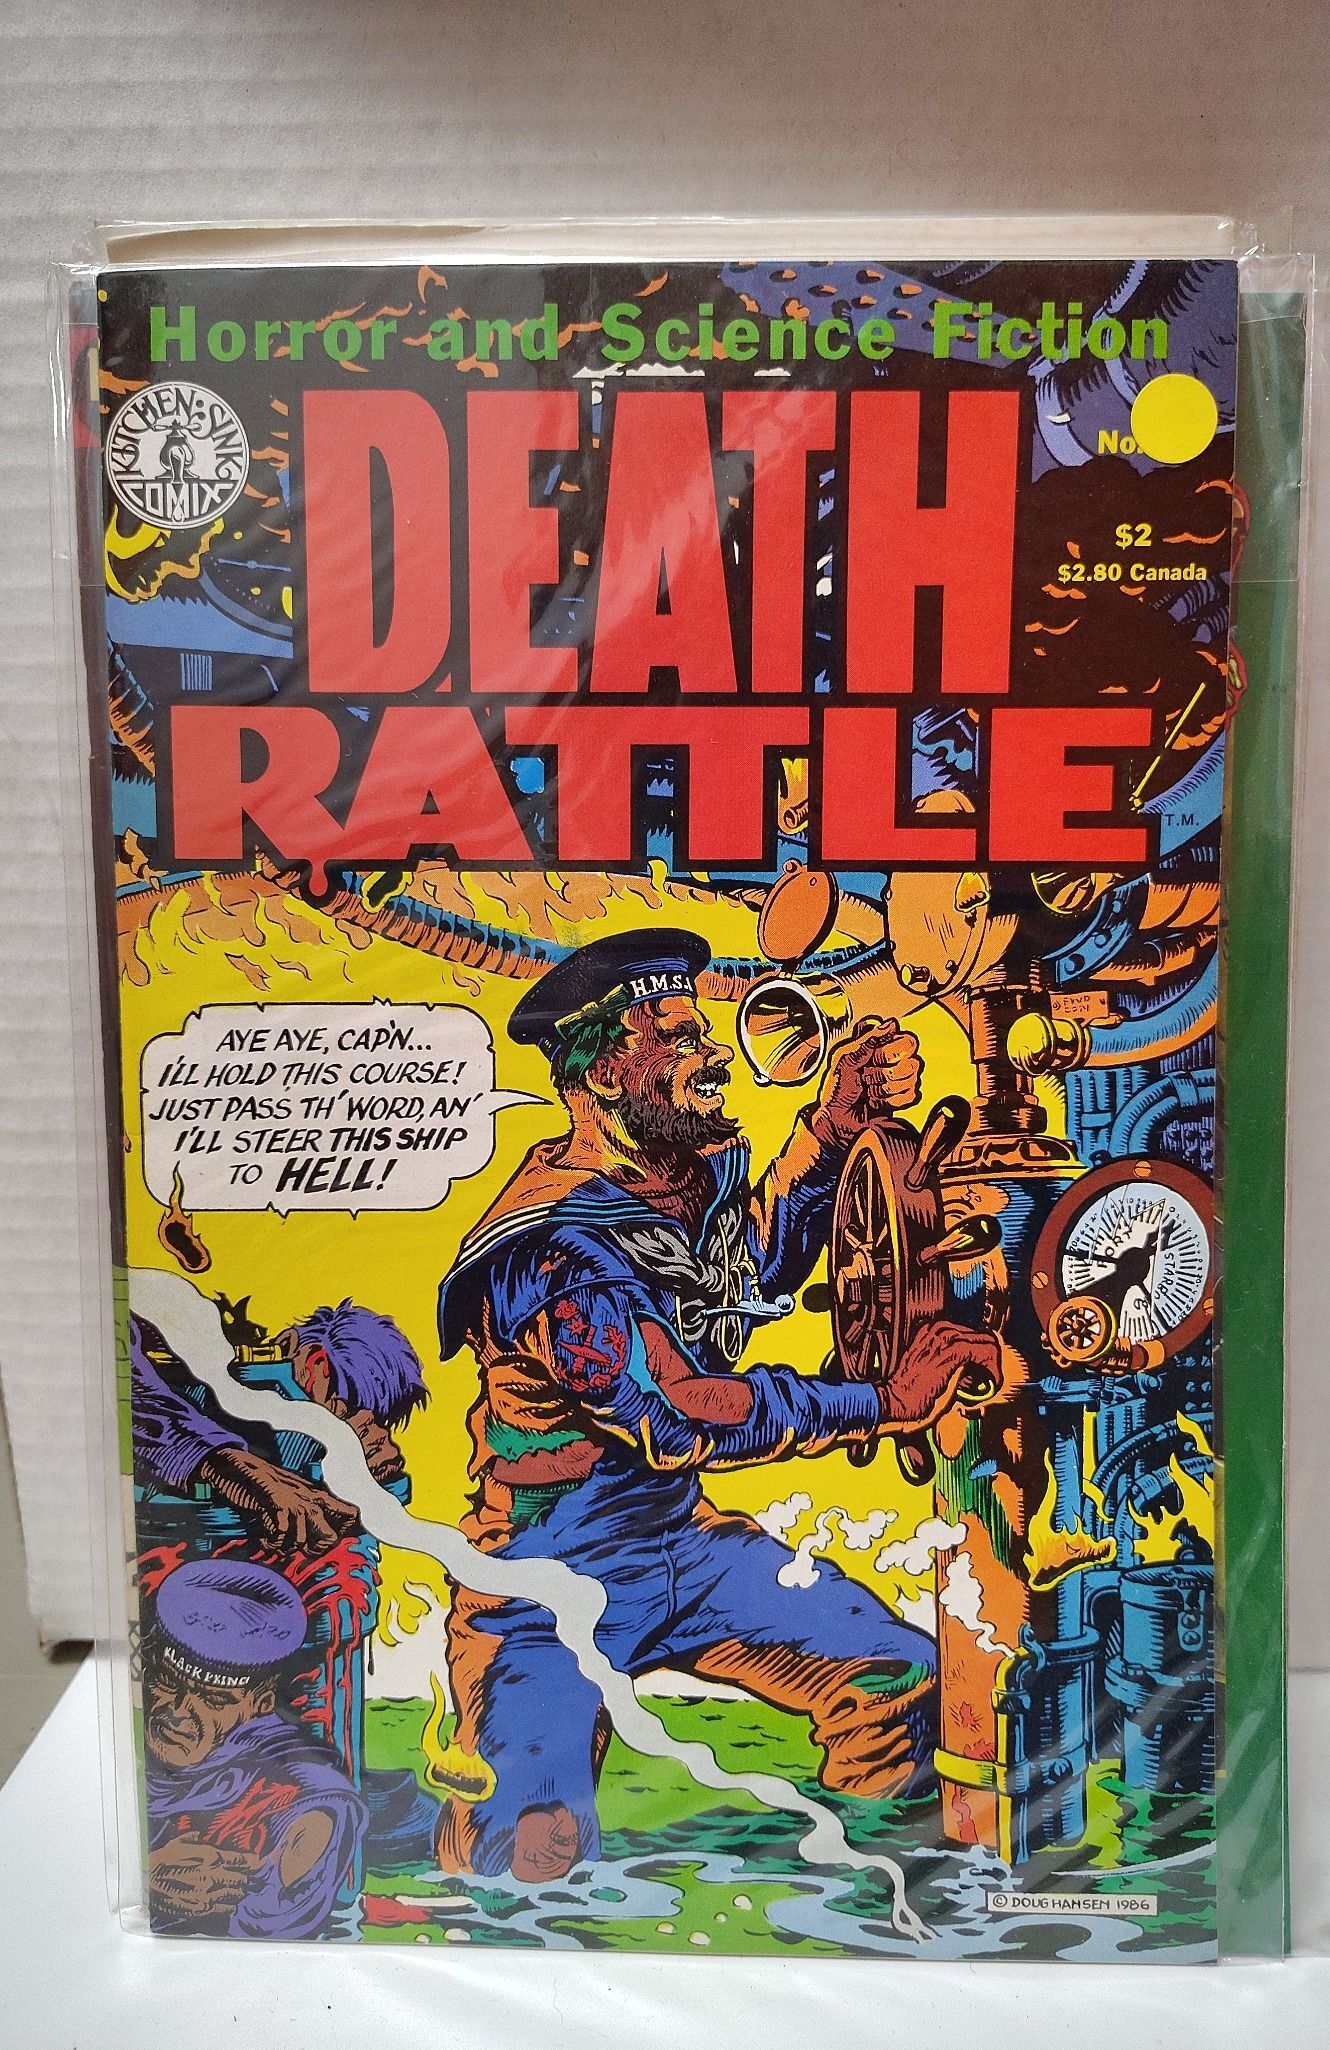 Horror and Science Fiction
KITCHEN SINK
COMIX
DEATH
No.
$2
$2.80 Canada
RATTLE
T.M.
H.M.S.
AYE AYE, CAP'N...
I'LL HOLD THIS COURSE!
JUST PASS TH' WORD, AN'
I'LL STEER THIS SHIP
TO HELL!
BLACK PRINCE
© DOUG HANSEN 1986